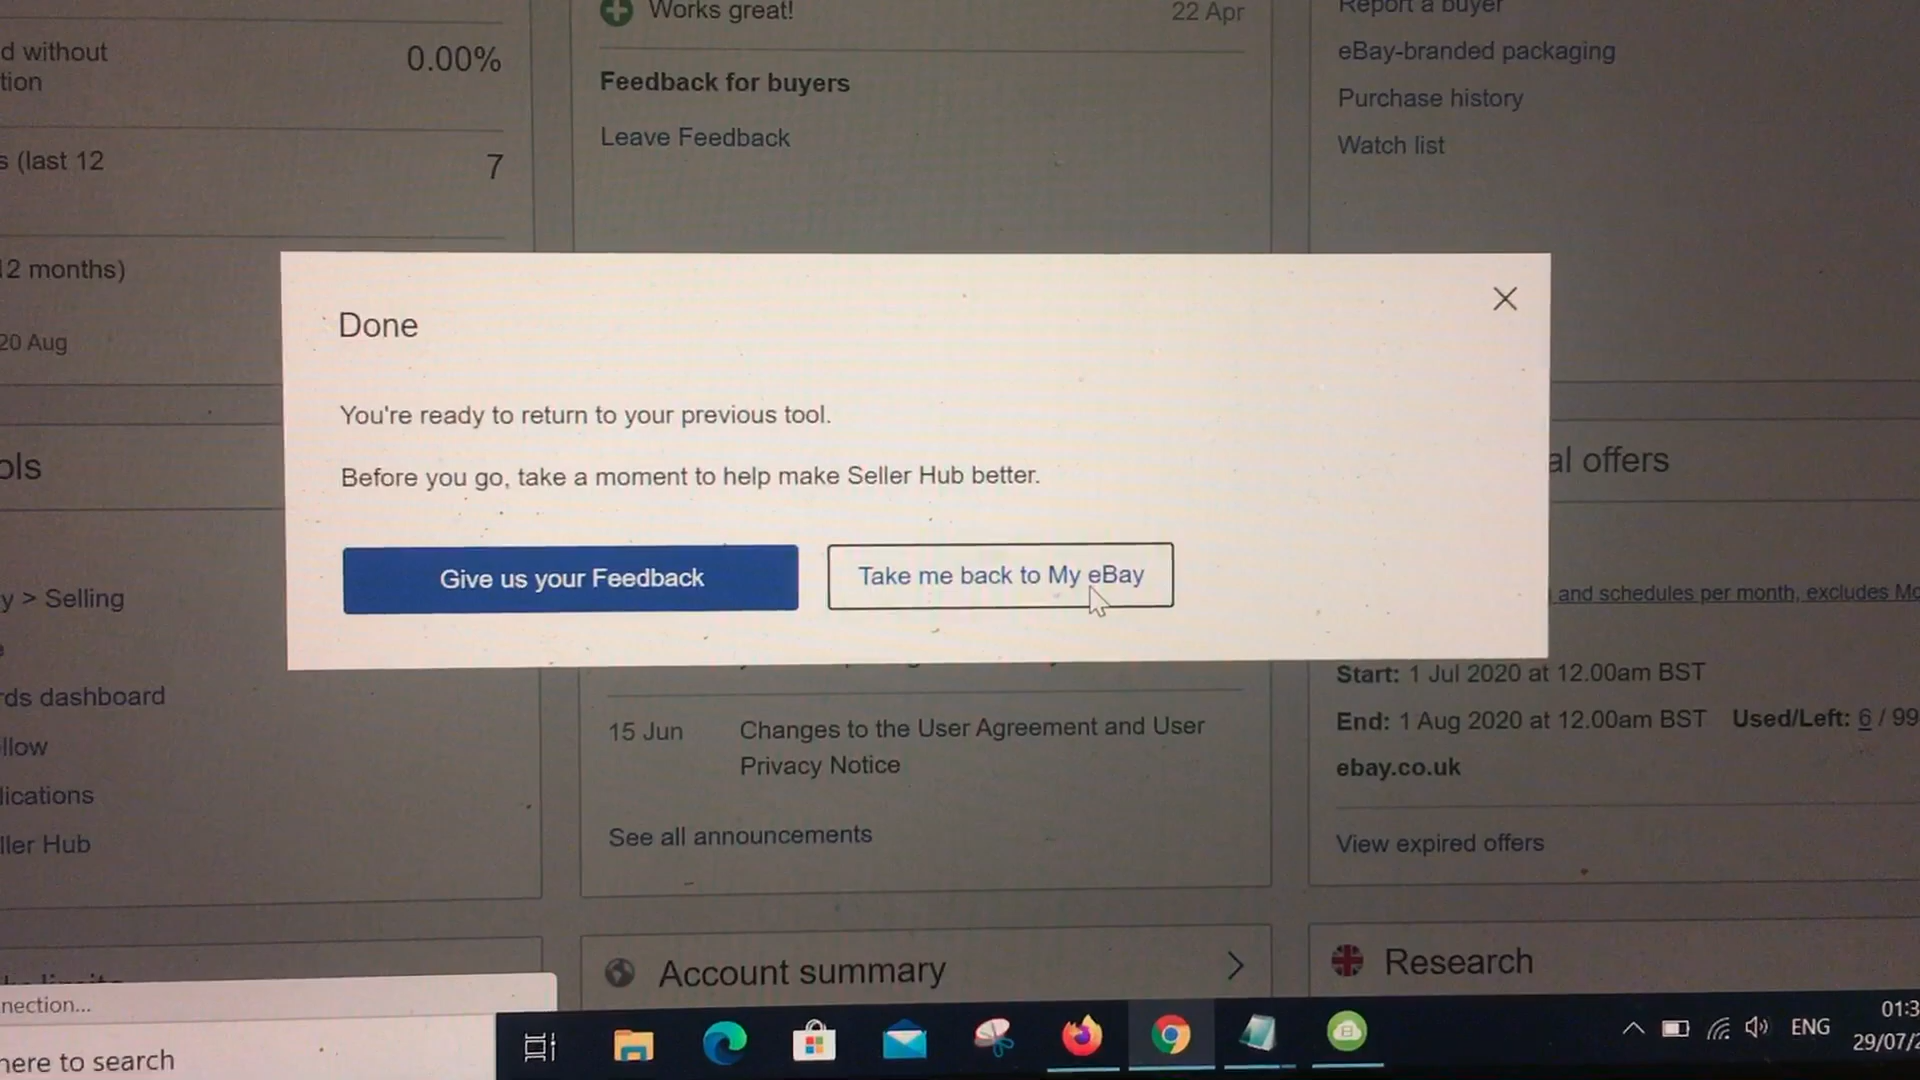 d without
tion
0.00%
s (last 12
7
12 months)
20 Aug
Works great!
22 Apr
Feedback for buyers
Leave Feedback
Report a buyer
eBay-branded packaging
Purchase history
Watch list
Done
You're ready to return to your previous tool.
Before you go, take a moment to help make Seller Hub better.
Give us your Feedback
Take me back to My eBay
ols
y > Selling
e
rds dashboard
llow
lications
ller Hub
15 Jun
Changes to the User Agreement and User
Privacy Notice
See all announcements
al offers
and schedules per month, excludes Mo
Start: 1 Jul 2020 at 12.00am BST
End: 1 Aug 2020 at 12.00am BST Used/Left: 6 / 99
ebay.co.uk
View expired offers
Account summary
Research
nection...
here to search
ENG
01:3
29/07/2